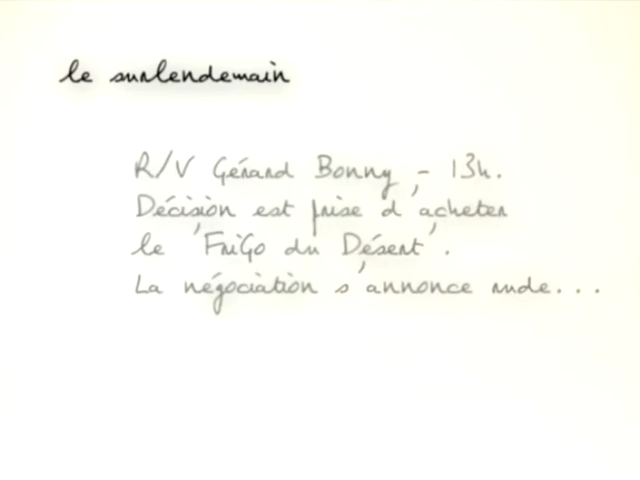 le surlendemain
R/V Gérard Bonny, - 13h.
Décision est prise d'acheter
le 'FriGo du Désert'.
La négociation s'annonce rude...